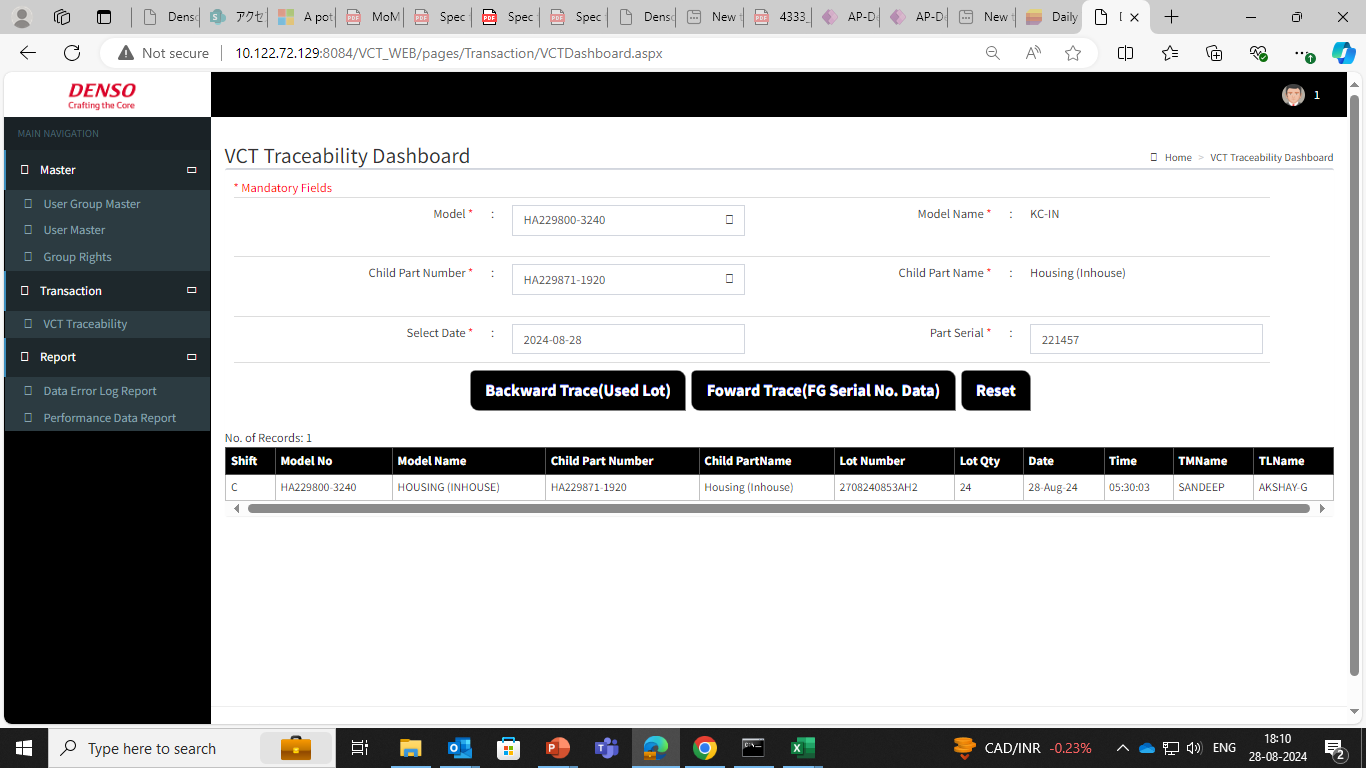 Denso
アクセ
A pot
MoM
Spec t
Spec
Spec t
Denso
New t
4333_
AP-De
AP-De
New t
Daily
Not secure
10.122.72.129:8084/VCT_WEB/pages/Transaction/VCTDashboard.aspx
DENSO
Crafting the Core
1
MAIN NAVIGATION
Master
User Group Master
User Master
Group Rights
Transaction
VCT Traceability
Report
Data Error Log Report
Performance Data Report
VCT Traceability Dashboard
Home > VCT Traceability Dashboard
* Mandatory Fields
Model * : HA229800-3240 Model Name * : KC-IN
Child Part Number * : HA229871-1920 Child Part Name * : Housing (Inhouse)
Select Date * : 2024-08-28 Part Serial * : 221457
Backward Trace(Used Lot) Foward Trace(FG Serial No. Data) Reset
No. of Records: 1
Shift Model No Model Name Child Part Number Child PartName Lot Number Lot Qty Date Time TMName TLName
C HA229800-3240 HOUSING (INHOUSE) HA229871-1920 Housing (Inhouse) 2708240853AH2 24 28-Aug-24 05:30:03 SANDEEP AKSHAY-G
Type here to search
CAD/INR -0.23%
ENG
18:10
28-08-2024
2